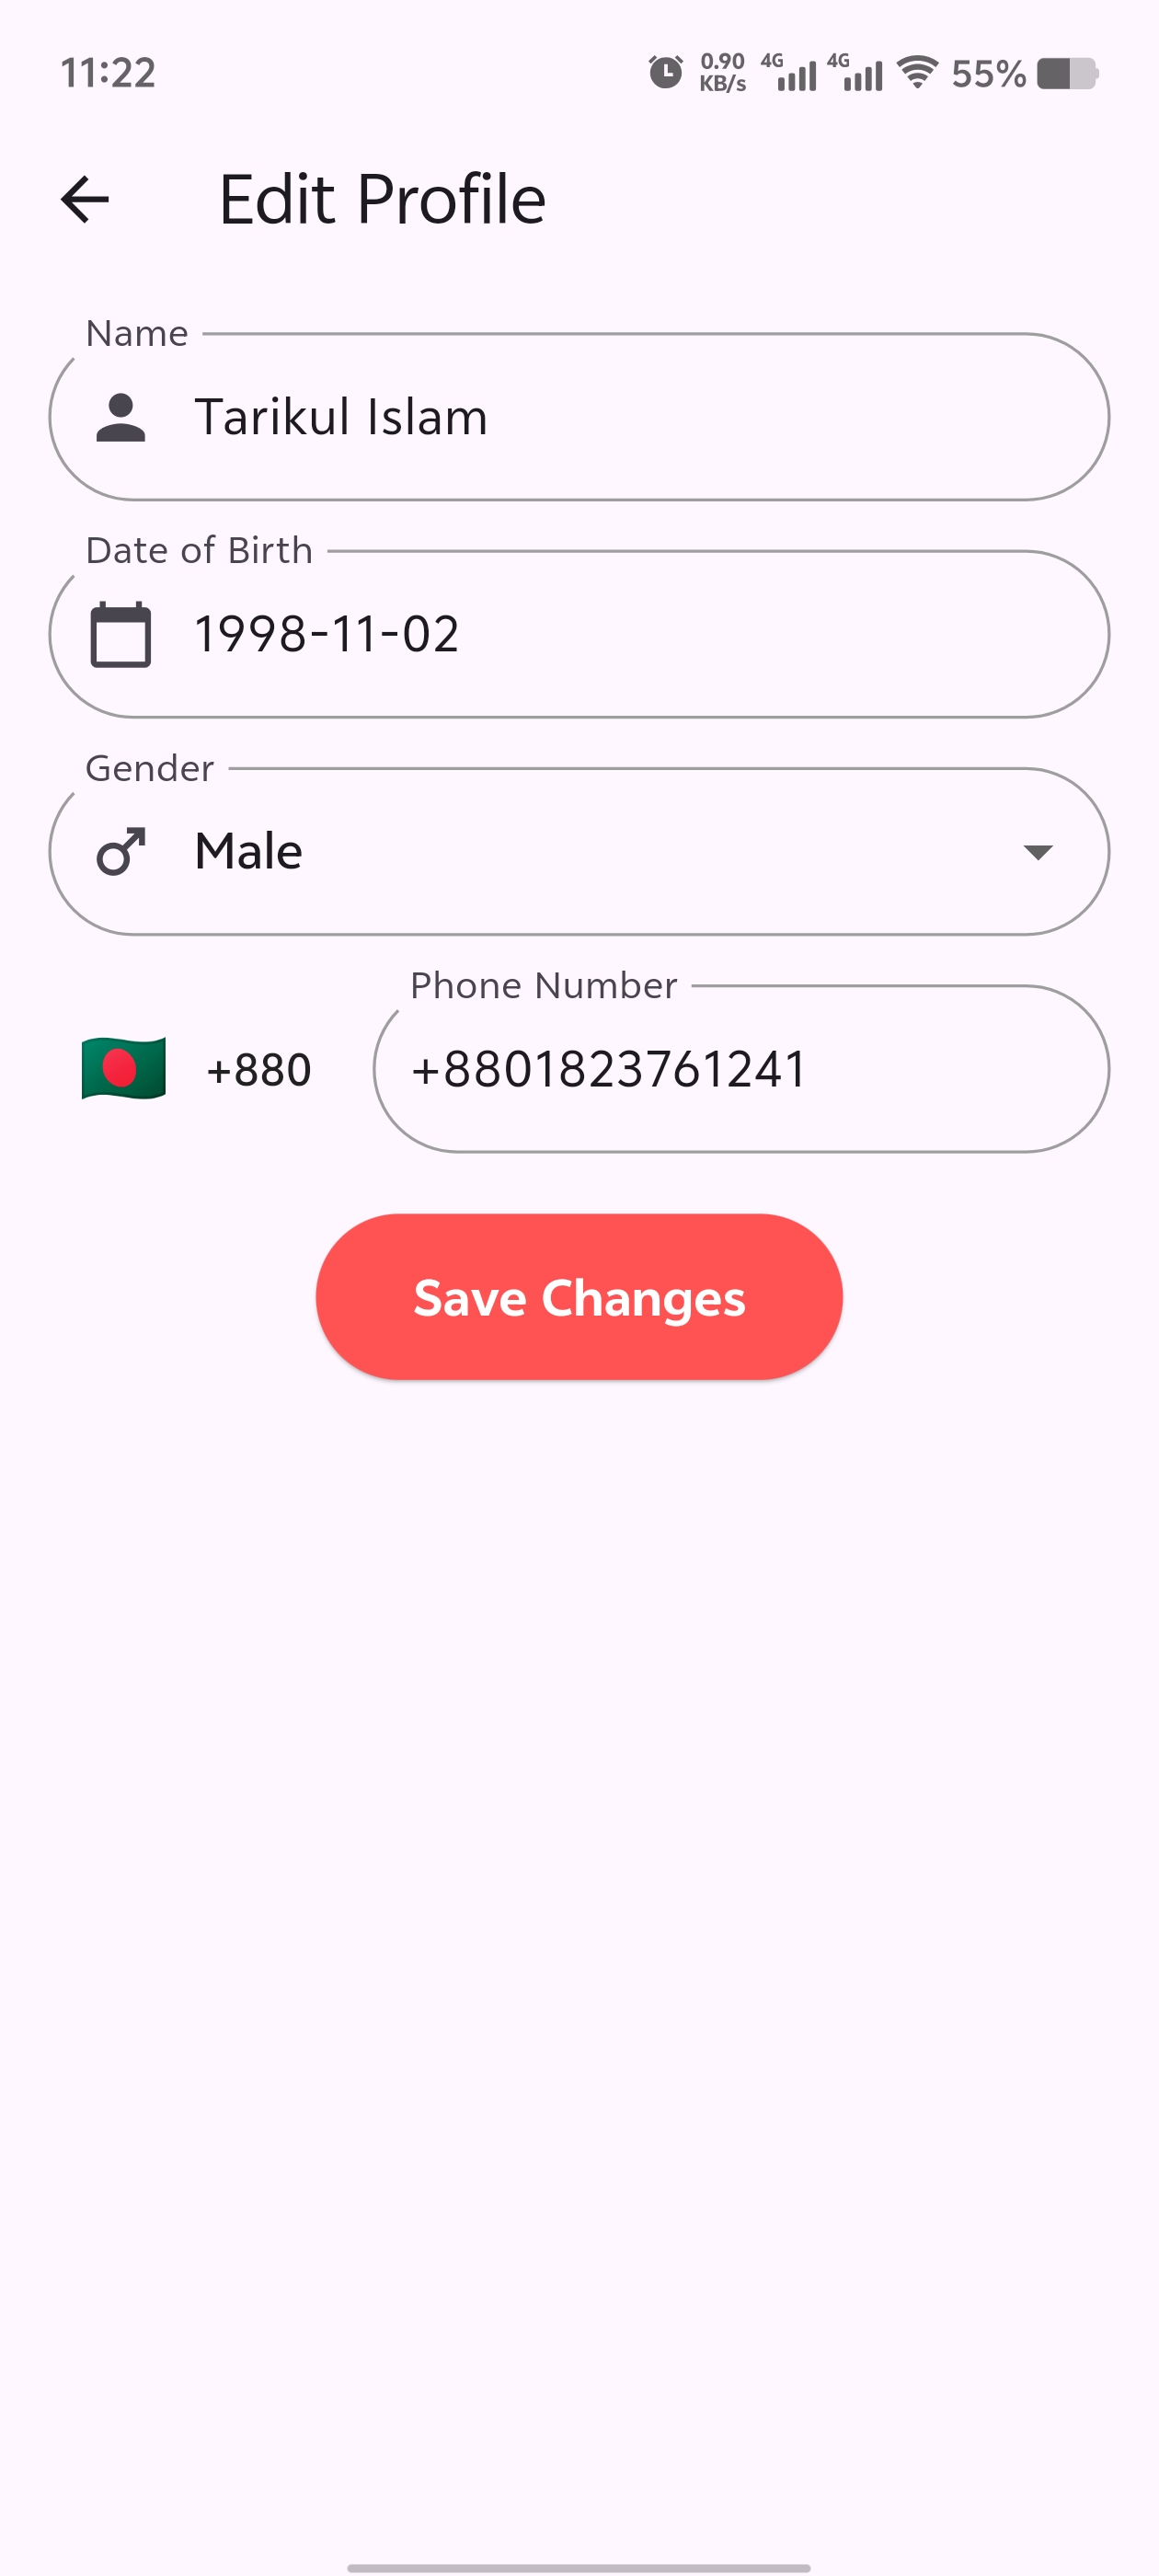 11:22
0.90 KB/s 4G 4G 55%
Edit Profile
Name
Tarikul Islam
Date of Birth
1998-11-02
Gender
Male
Phone Number
+880 +8801823761241
Save Changes